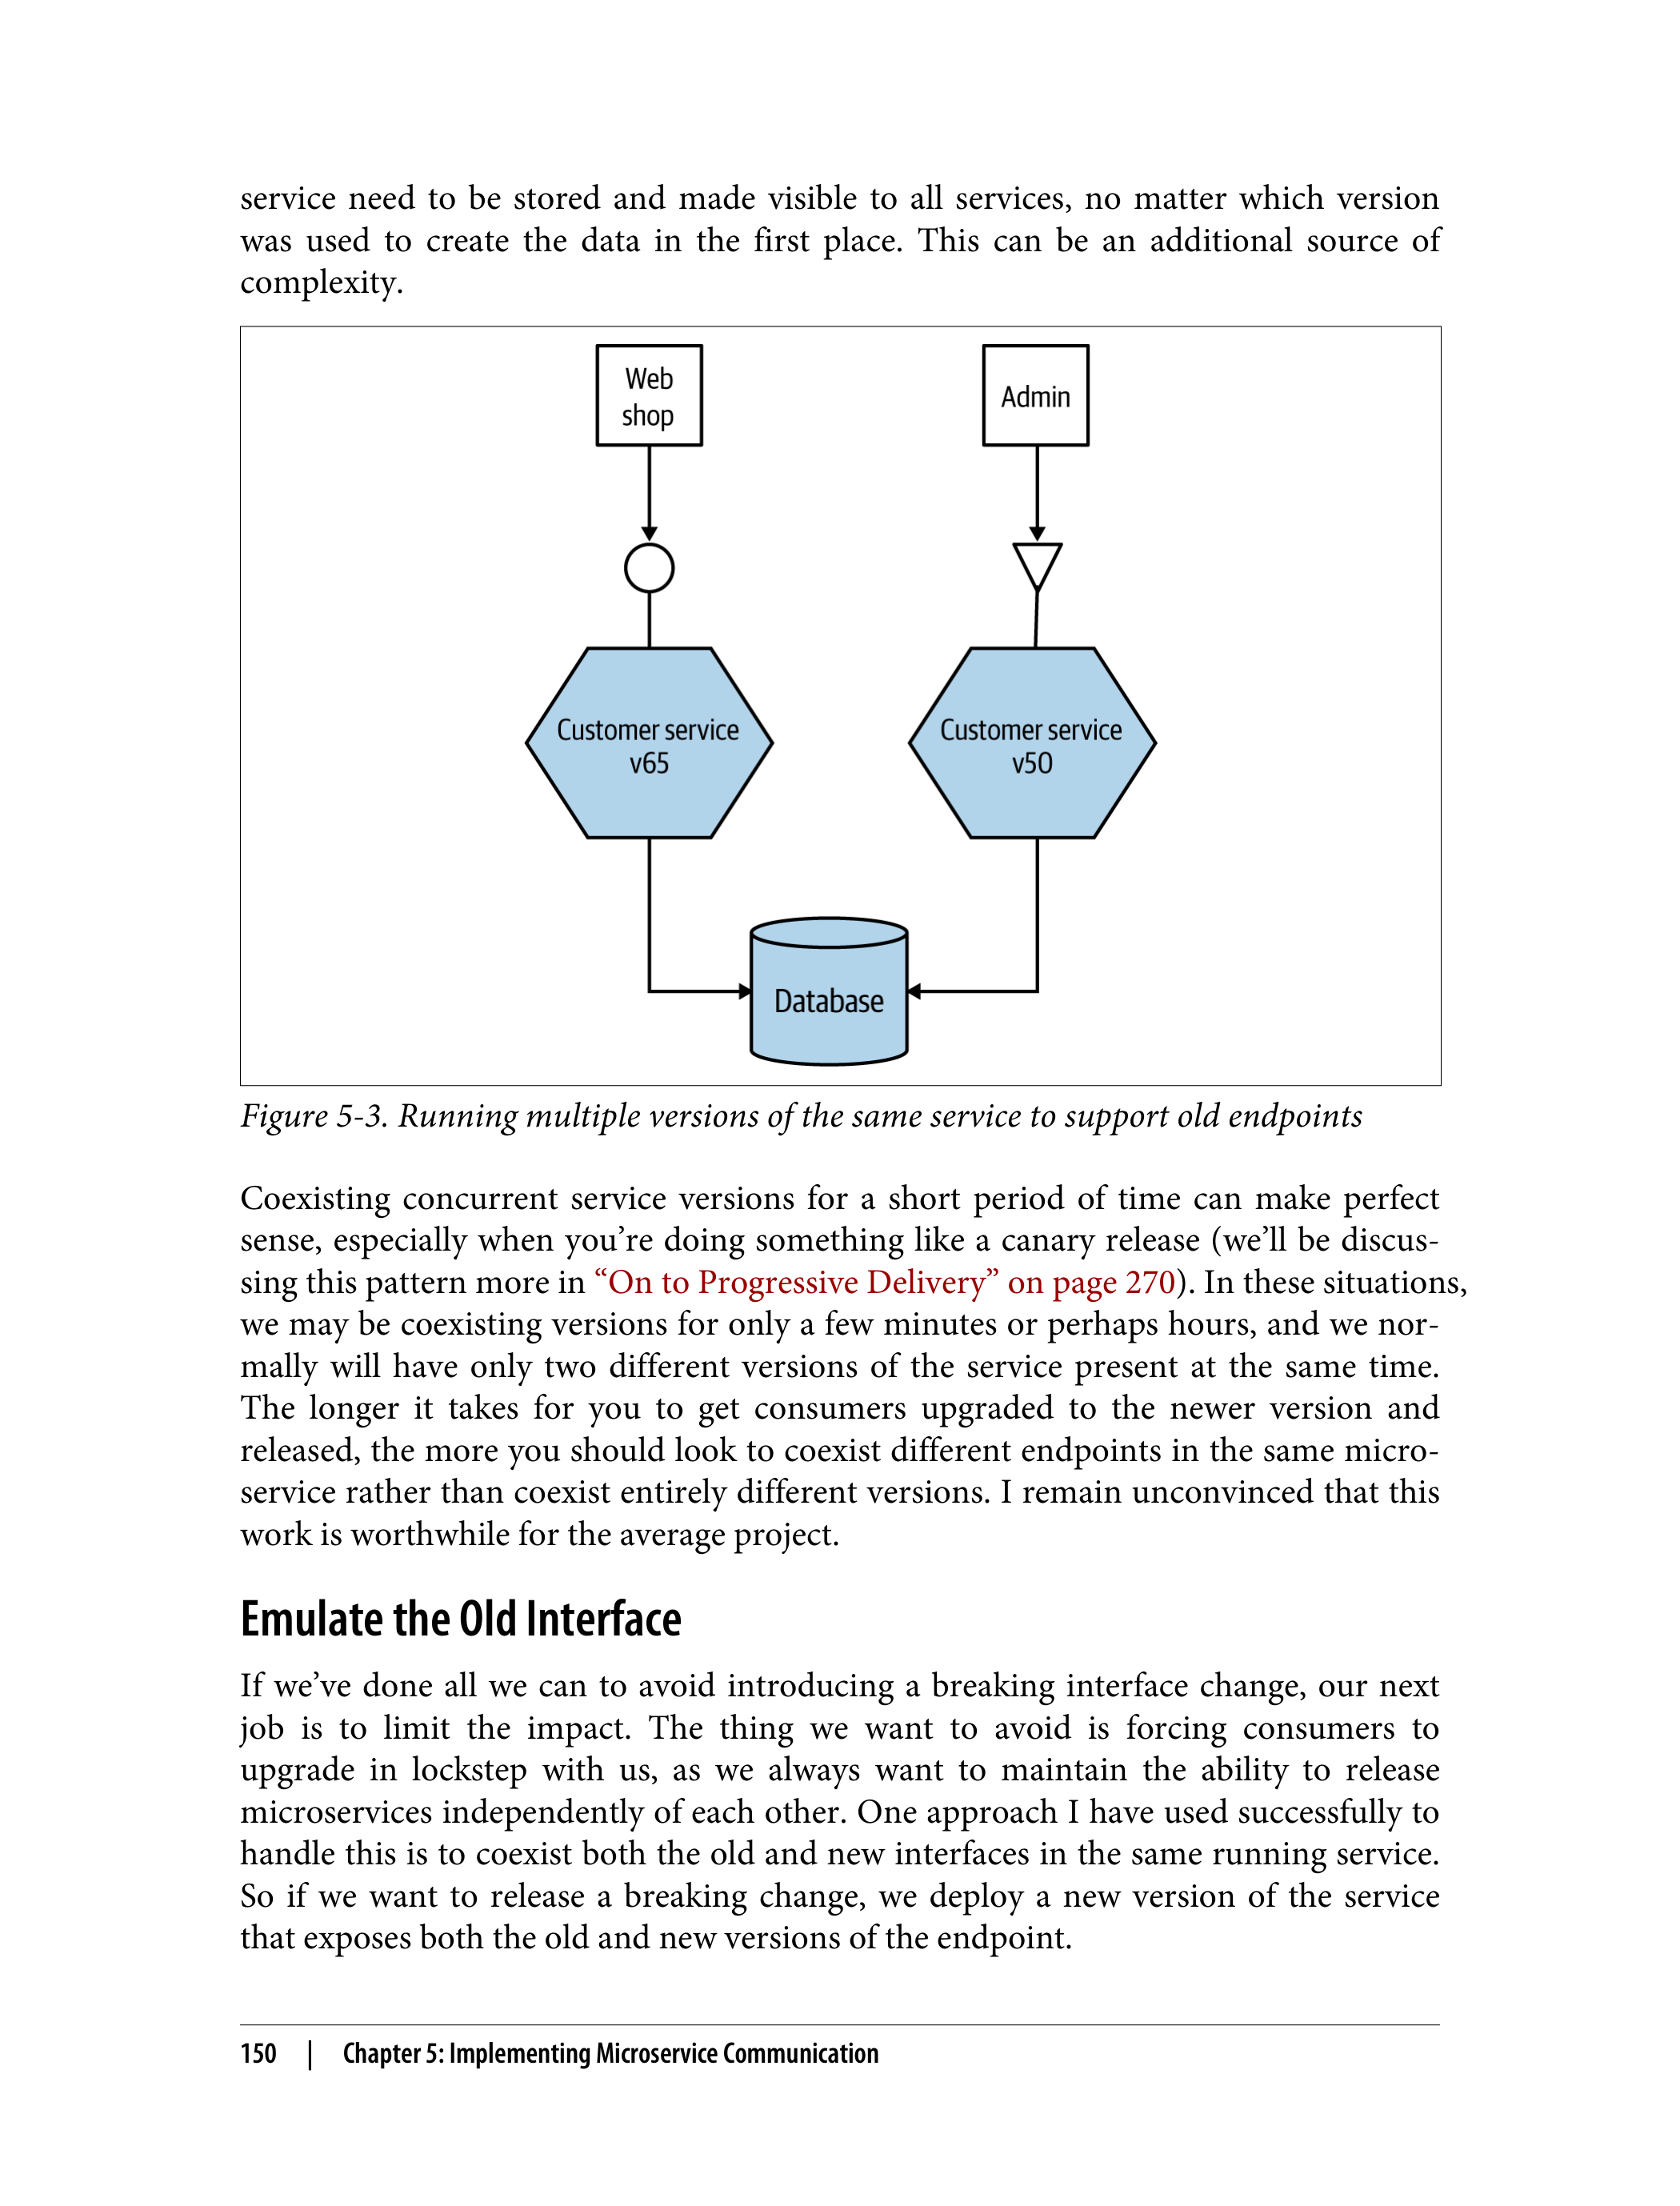 service need to be stored and made visible to all services, no matter which version
was used to create the data in the first place. This can be an additional source of
complexity.
Web
shop
Admin
Customer service
v65
Customer service
v50
Database
Figure 5-3. Running multiple versions of the same service to support old endpoints
Coexisting concurrent service versions for a short period of time can make perfect
sense, especially when you’re doing something like a canary release (we’ll be discus-
sing this pattern more in “On to Progressive Delivery” on page 270). In these situations,
we may be coexisting versions for only a few minutes or perhaps hours, and we nor-
mally will have only two different versions of the service present at the same time.
The longer it takes for you to get consumers upgraded to the newer version and
released, the more you should look to coexist different endpoints in the same micro-
service rather than coexist entirely different versions. I remain unconvinced that this
work is worthwhile for the average project.
Emulate the Old Interface
If we’ve done all we can to avoid introducing a breaking interface change, our next
job is to limit the impact. The thing we want to avoid is forcing consumers to
upgrade in lockstep with us, as we always want to maintain the ability to release
microservices independently of each other. One approach I have used successfully to
handle this is to coexist both the old and new interfaces in the same running service.
So if we want to release a breaking change, we deploy a new version of the service
that exposes both the old and new versions of the endpoint.
150 | Chapter 5: Implementing Microservice Communication